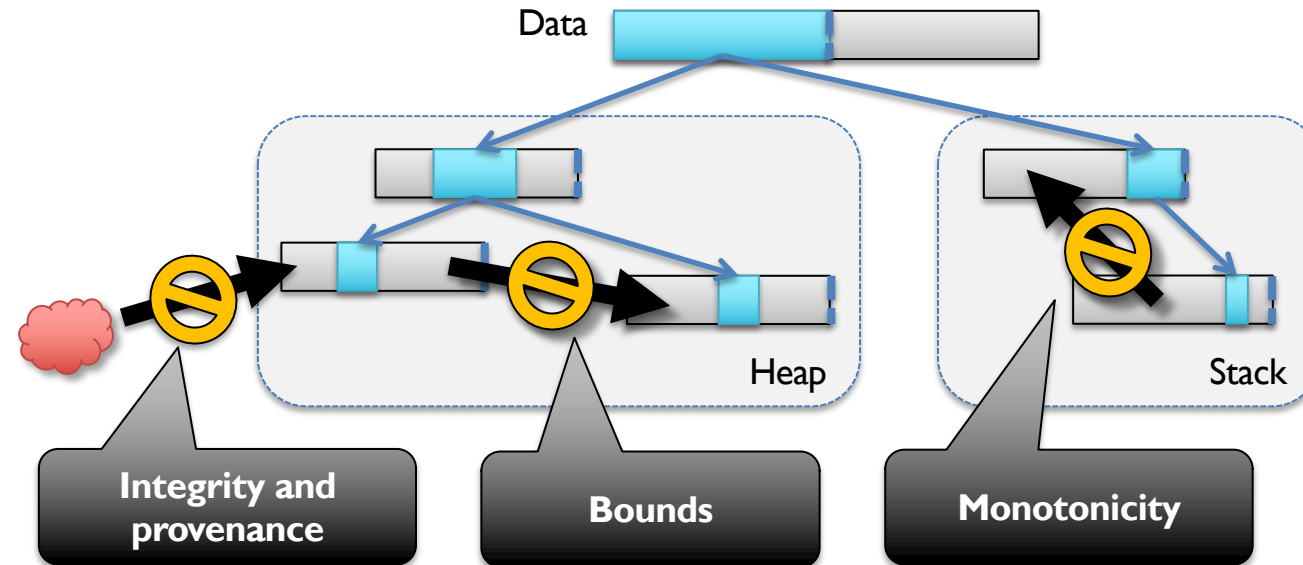 Data
Heap
Stack
Integrity and
provenance
Bounds
Monotonicity